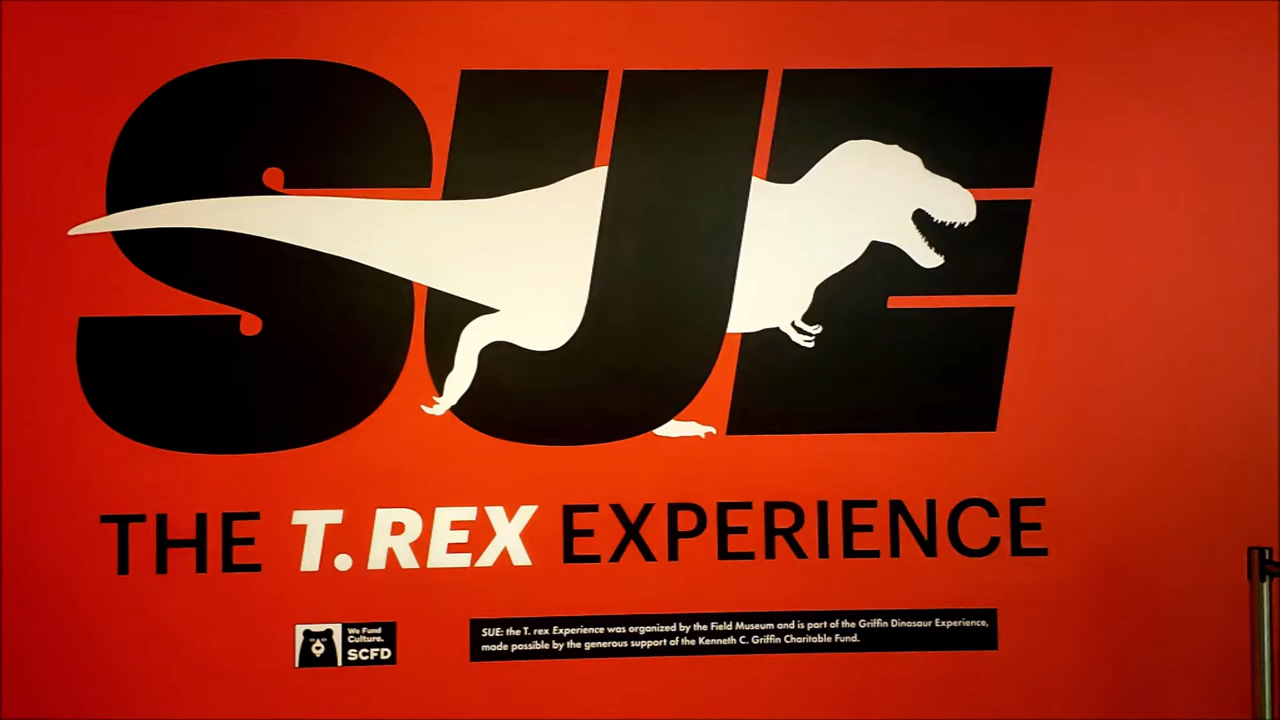 SUE
THE T. REX EXPERIENCE
We Fund
Culture.
SCFD
SUE: the T. rex Experience was organized by the Field Museum and is part of the Griffin Dinosaur Experience,
made possible by the generous support of the Kenneth C. Griffin Charitable Fund.